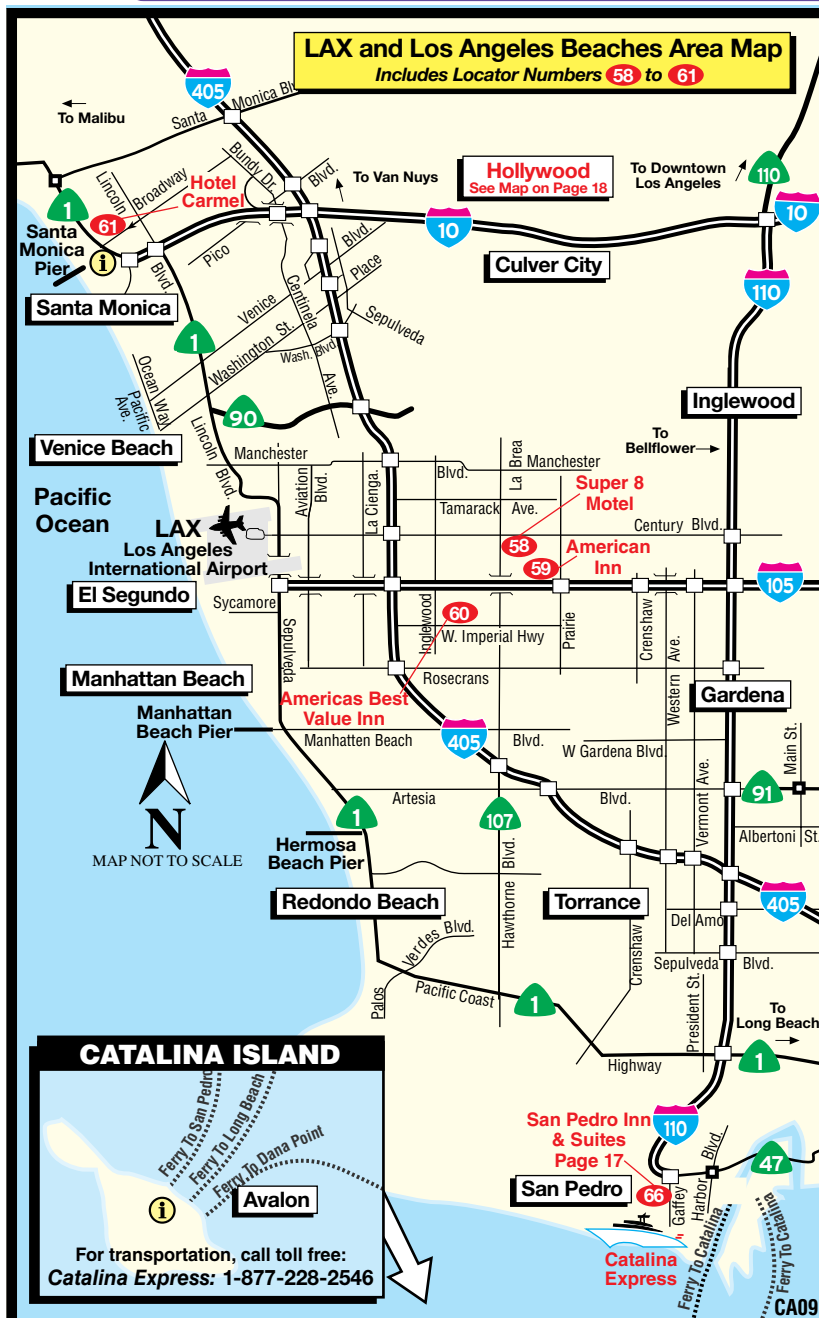 LAX and Los Angeles Beaches Area Map
Includes Locator Numbers 58 to 61
405
To Malibu
Santa Monica Blvd.
To Van Nuys
Hollywood
See Map on Page 18
To Downtown
Los Angeles
110
Lincoln
Blvd.
Broadway
Bundy Dr.
Hotel
Carmel
1
61
10
10
Santa
Monica
Pier
i
Pico
Blvd.
Culver City
Santa Monica
110
Venice
Place
Centinela
Ave.
Washington St.
Wash. Blvd
Sepulveda
1
Ocean Way
Pacific
Ave.
90
Inglewood
Venice Beach
Lincoln Blvd.
To
Bellflower
Manchester
Blvd.
Manchester
Aviation
Blvd.
La Cienga.
Blvd.
La Brea
Super 8
Motel
Pacific
Ocean
Tamarack Ave.
Century Blvd.
LAX
Los Angeles
International Airport
58
59
American
Inn
El Segundo
105
Sycamore
Sepulveda
Inglewood
60
W. Imperial Hwy
Prairie
Crenshaw
Western Ave.
Manhattan Beach
Rosecrans
Americas Best
Value Inn
Gardena
Manhattan
Beach Pier
Manhatten Beach
Blvd.
405
W Gardena Blvd.
Main St.
Vermont Ave.
N
MAP NOT TO SCALE
Artesia
Blvd.
91
1
107
Albertoni St.
Hermosa
Beach Pier
Hawthorne Blvd.
Redondo Beach
Torrance
405
Del Amo
Crenshaw
Palos Verdes Blvd.
Sepulveda Blvd.
Pacific Coast
1
President St.
To
Long Beach
Highway
1
CATALINA ISLAND
Ferry To San Pedro
Ferry To Long Beach
Ferry To Dana Point
i
Avalon
For transportation, call toll free:
Catalina Express: 1-877-228-2546
San Pedro Inn
& Suites
Page 17
110
Harbor Blvd.
47
San Pedro
66
Gaffey
Catalina
Express
Ferry To Catalina
Ferry To Catalina
CA09